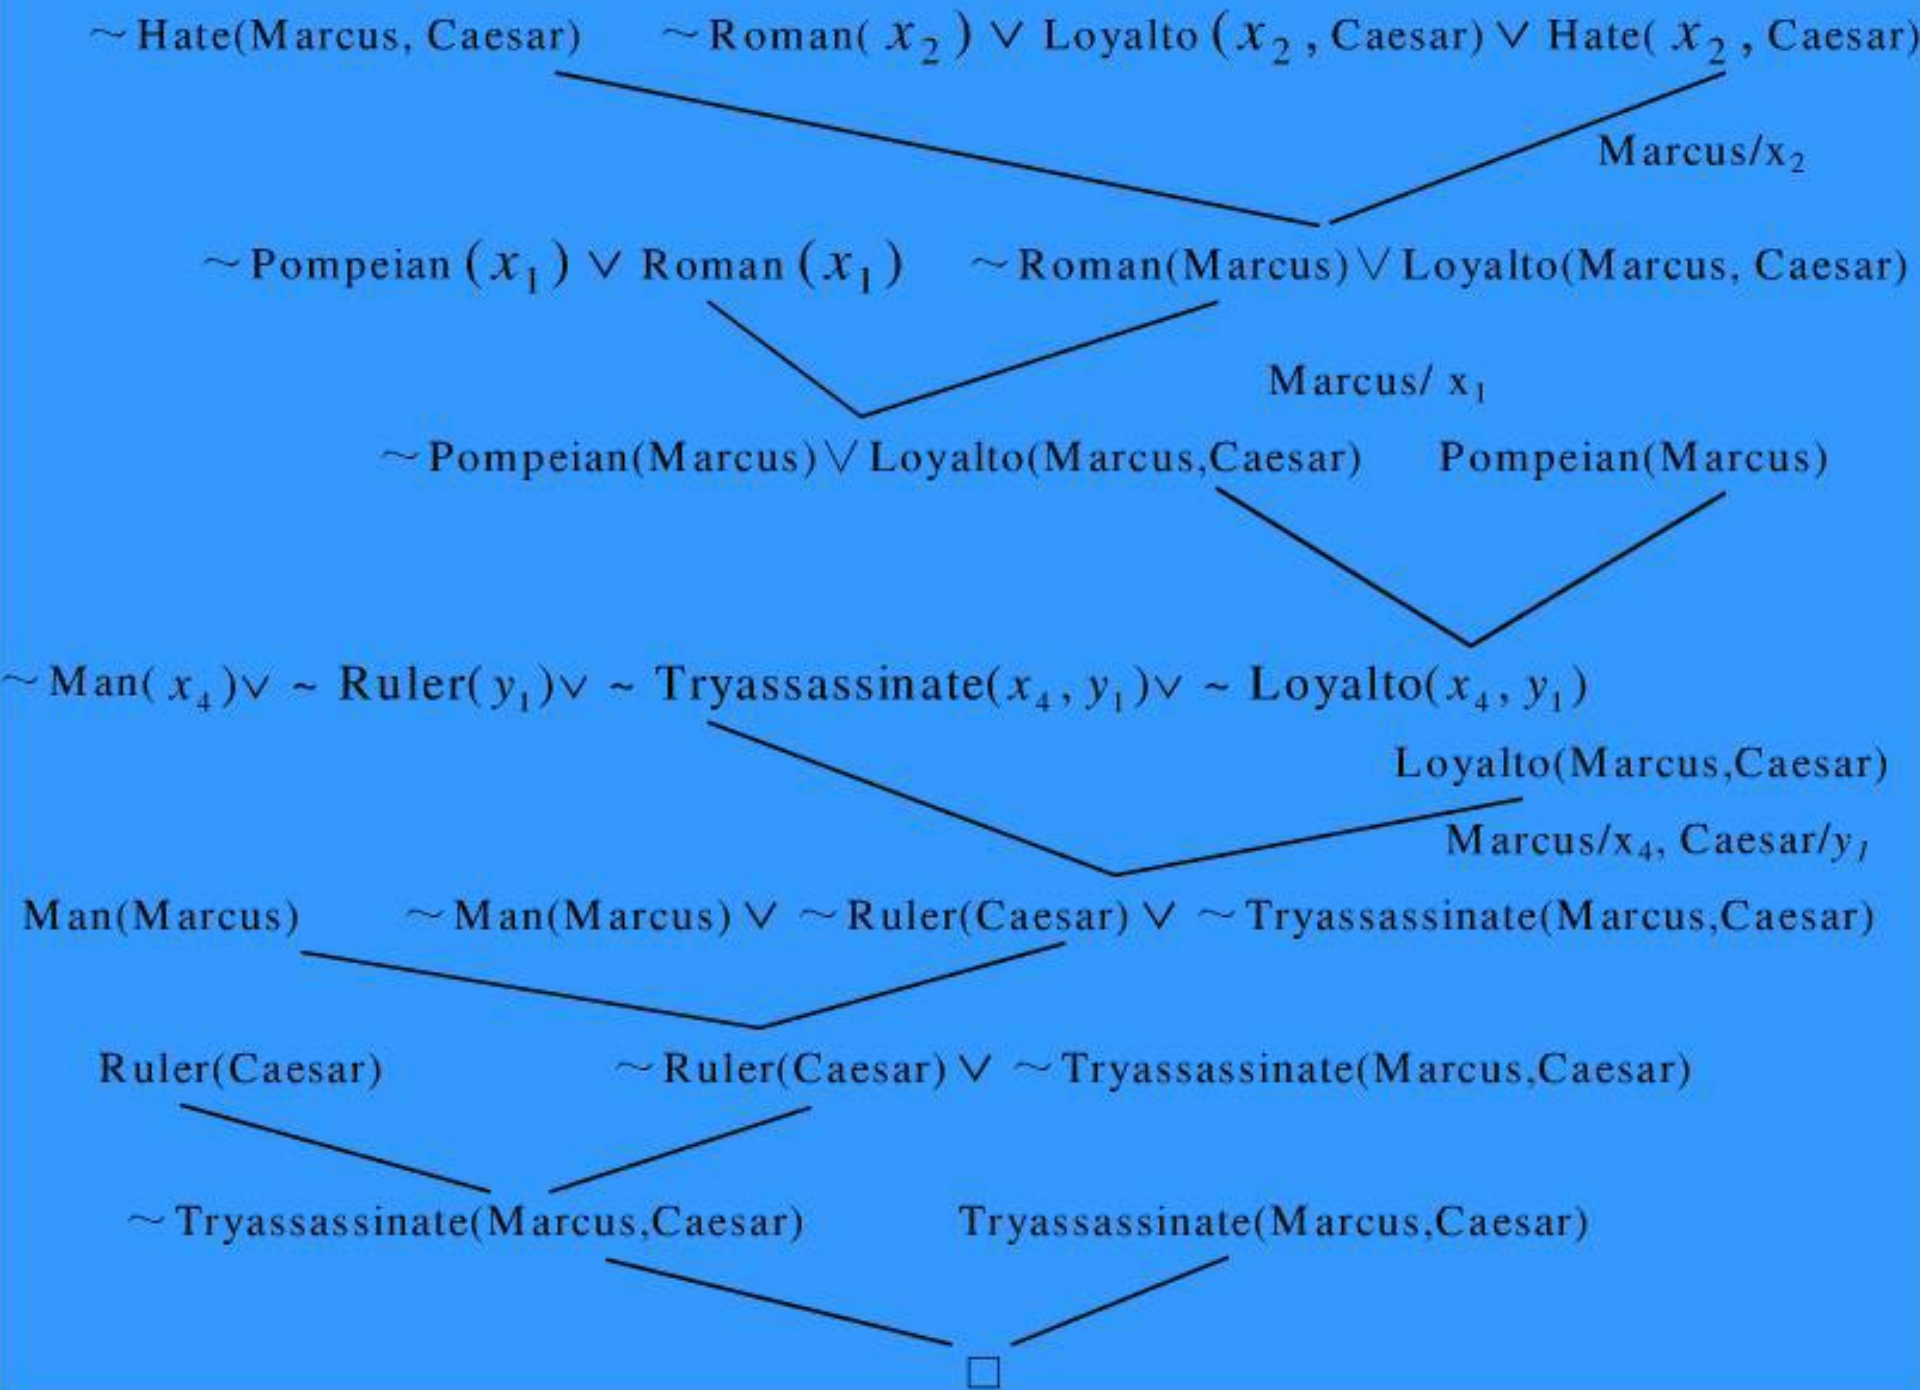 ~Hate(Marcus, Caesar) ~Roman(x₂) ∨ Loyalto(x₂, Caesar) ∨ Hate(x₂, Caesar)
Marcus/x₂
~Pompeian(x₁) ∨ Roman(x₁) ~Roman(Marcus)∨Loyalto(Marcus, Caesar)
Marcus/ x₁
~Pompeian(Marcus)∨Loyalto(Marcus,Caesar) Pompeian(Marcus)
~Man(x₄)∨ ~ Ruler(y₁)∨ ~ Tryassassinate(x₄, y₁)∨ ~ Loyalto(x₄, y₁)
Loyalto(Marcus,Caesar)
Marcus/x₄, Caesar/y₁
Man(Marcus) ~Man(Marcus) ∨ ~Ruler(Caesar) ∨ ~Tryassassinate(Marcus,Caesar)
Ruler(Caesar) ~Ruler(Caesar) ∨ ~Tryassassinate(Marcus,Caesar)
~Tryassassinate(Marcus,Caesar) Tryassassinate(Marcus,Caesar)
□